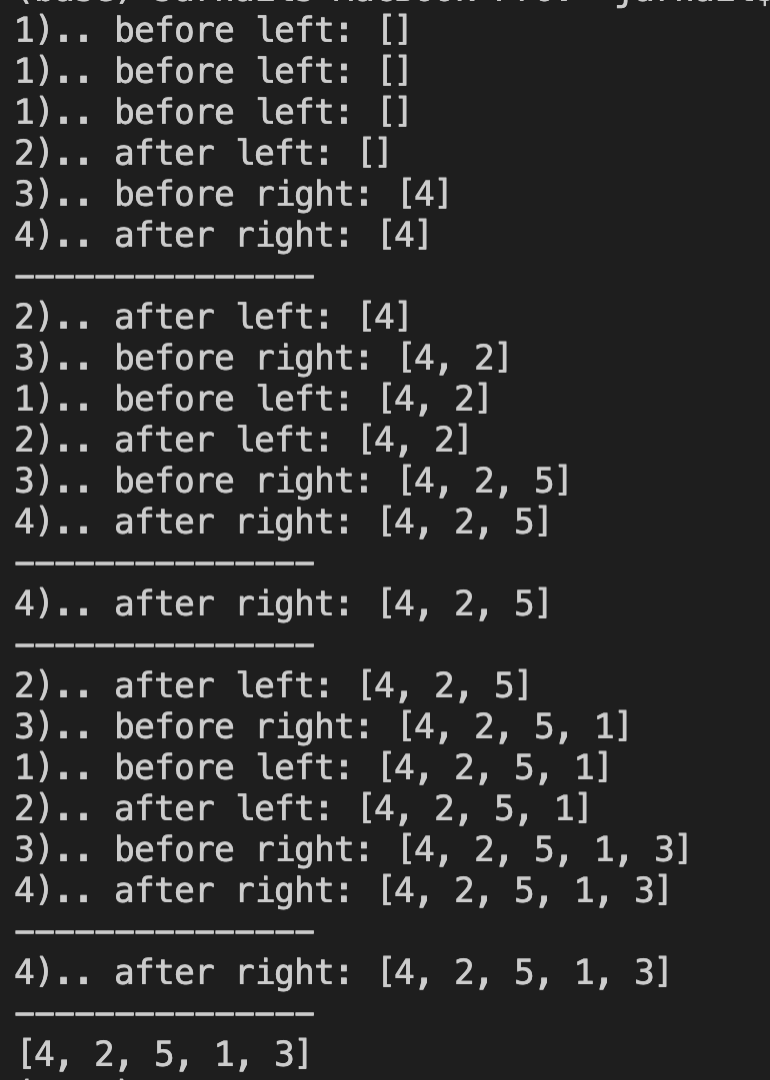 1).. before left: []
1).. before left: []
1).. before left: []
2).. after left: []
3).. before right: [4]
4).. after right: [4]
---------------
2).. after left: [4]
3).. before right: [4, 2]
1).. before left: [4, 2]
2).. after left: [4, 2]
3).. before right: [4, 2, 5]
4).. after right: [4, 2, 5]
---------------
4).. after right: [4, 2, 5]
---------------
2).. after left: [4, 2, 5]
3).. before right: [4, 2, 5, 1]
1).. before left: [4, 2, 5, 1]
2).. after left: [4, 2, 5, 1]
3).. before right: [4, 2, 5, 1, 3]
4).. after right: [4, 2, 5, 1, 3]
---------------
4).. after right: [4, 2, 5, 1, 3]
---------------
[4, 2, 5, 1, 3]